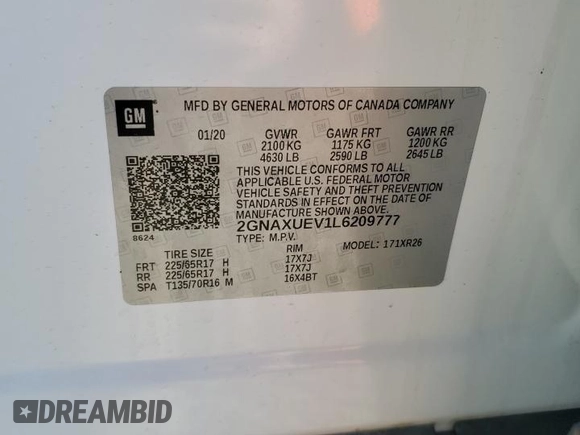 GM
MFD BY GENERAL MOTORS OF CANADA COMPANY
01/20 GVWR GAWR FRT GAWR RR
2100 KG 1175 KG 1200 KG
4630 LB 2590 LB 2645 LB
THIS VEHICLE CONFORMS TO ALL
APPLICABLE U.S. FEDERAL MOTOR
VEHICLE SAFETY AND THEFT PREVENTION
STANDARDS IN EFFECT ON THE DATE OF
MANUFACTURE SHOWN ABOVE.
8624
2GNAXUEV1L6209777
TYPE: M.P.V. MODEL: 171XR26
TIRE SIZE RIM
FRT 225/65R17 H 17X7J
RR 225/65R17 H 17X7J
SPA T135/70R16 M 16X4BT
DREAMBID